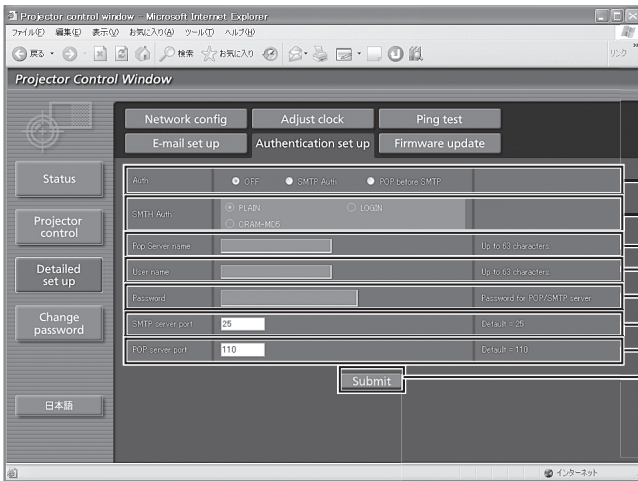 Projector control window - Microsoft Internet Explorer
ファイル(F) 編集(E) 表示(V) お気に入り(A) ツール(T) ヘルプ(H)
戻る 検索 お気に入り リンク
Projector Control Window
Network config Adjust clock Ping test
E-mail set up Authentication set up Firmware update
Status
Projector control
Detailed set up
Change password
日本語
Auth OFF SMTP Auth POP before SMTP
SMTH Auth PLAIN LOGIN
CRAM-MD5
Pop Server name Up to 63 characters
User name Up to 63 characters
Password Password for POP/SMTP server
SMTP server port 25 Default = 25
POP server port 110 Default = 110
Submit
インターネット